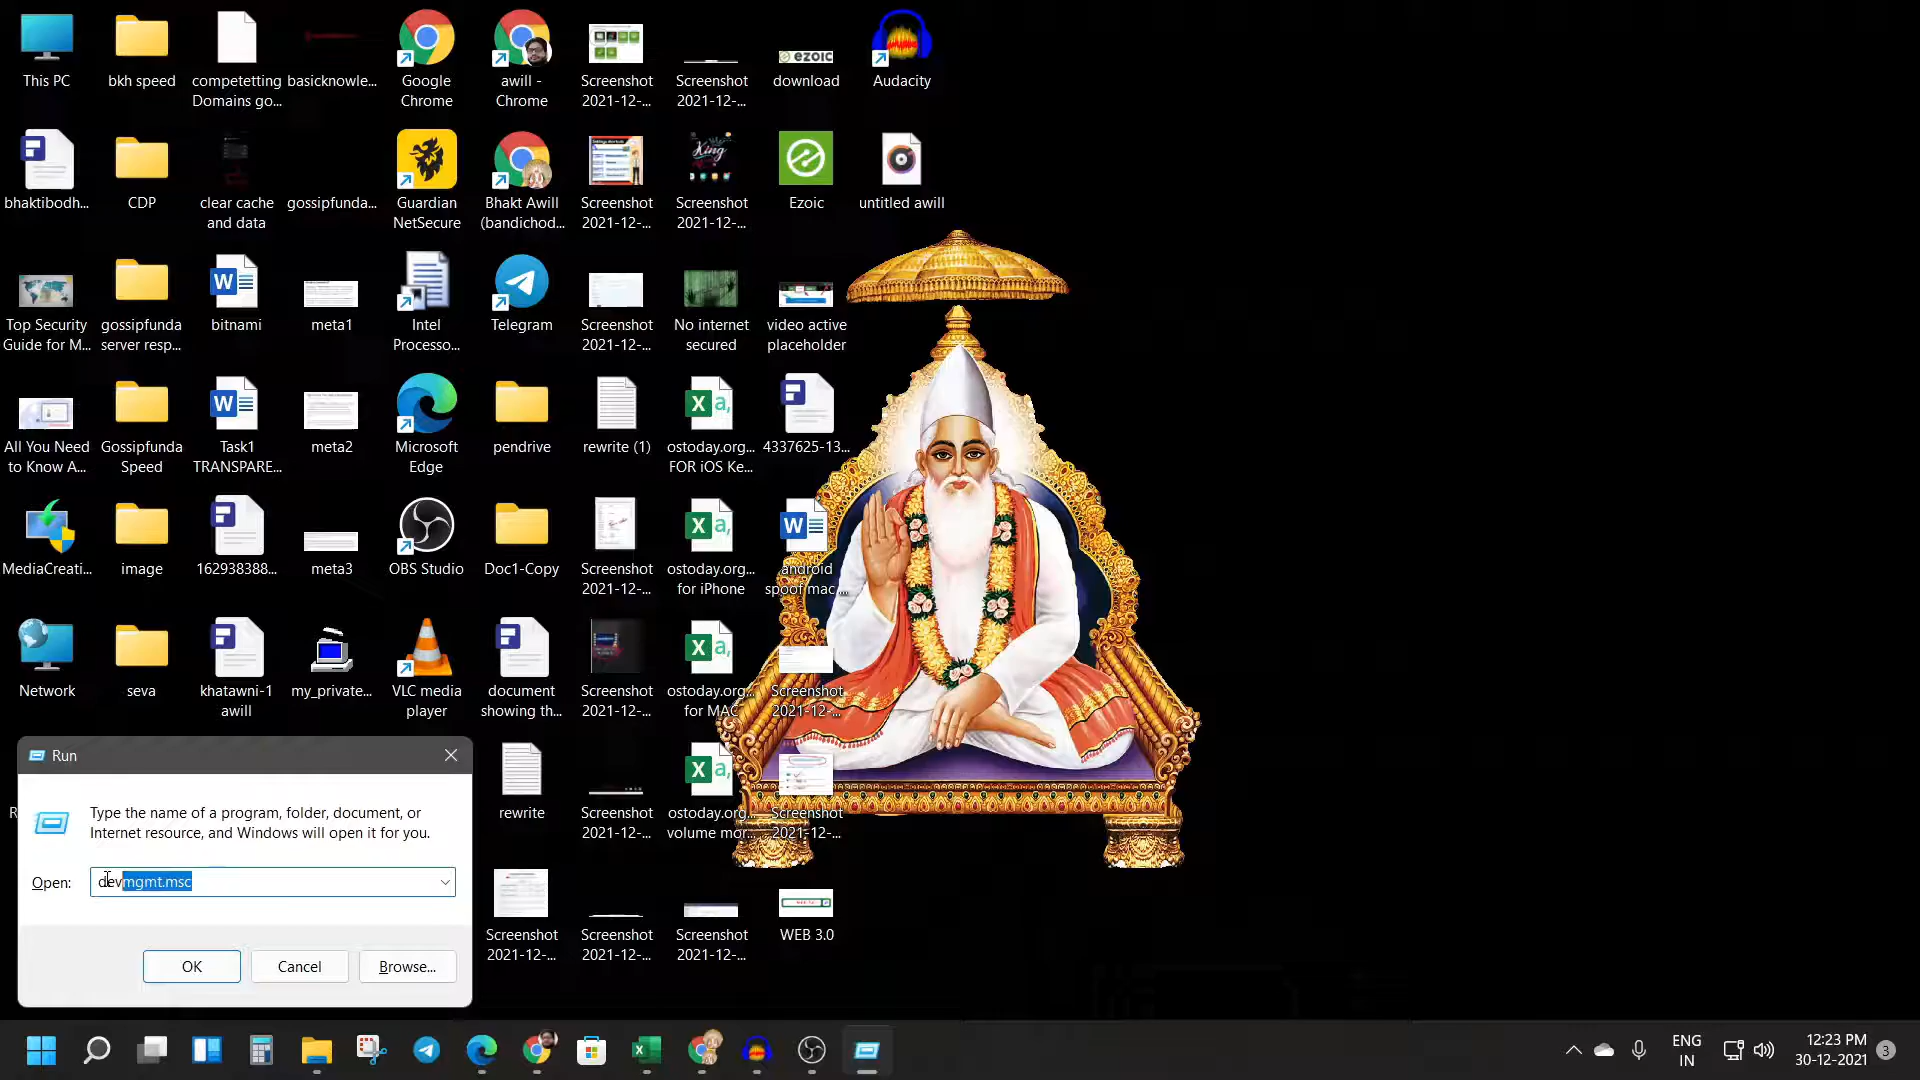 This PC
bkh speed
competetting
Domains go...
basicknowle...
Google
Chrome
awill -
Chrome
Screenshot
2021-12-...
Screenshot
2021-12-...
ezoic
download
Audacity
bhaktibodh...
CDP
clear cache
and data
gossipfunda...
Guardian
NetSecure
Bhakt Awill
(bandichod...
Screenshot
2021-12-...
King
Screenshot
2021-12-...
Ezoic
untitled awill
Top Security
Guide for M...
gossipfunda
server resp...
W
bitnami
meta1
Intel
Processo...
Telegram
Screenshot
2021-12-...
No internet
secured
video active
placeholder
All You Need
to Know A...
Gossipfunda
Speed
W
Task1
TRANSPARE...
meta2
Microsoft
Edge
pendrive
rewrite (1)
X a,
ostoday.org...
FOR iOS Ke...
4337625-13...
MediaCreati...
image
162938388...
meta3
OBS Studio
Doc1-Copy
Screenshot
2021-12-...
X a,
ostoday.org...
for iPhone
W
android
spoof mac ...
Network
seva
khatawni-1
awill
my_private...
VLC media
player
document
showing th...
Screenshot
2021-12-...
X a,
ostoday.org...
for MAC
Screenshot
2021-12-...
R
rewrite
Screenshot
2021-12-...
X a,
ostoday.org...
volume mor...
Screenshot
2021-12-...
Screenshot
2021-12-...
Screenshot
2021-12-...
Screenshot
2021-12-...
WEB 3.0
Run
Type the name of a program, folder, document, or
Internet resource, and Windows will open it for you.
Open:
devmgmt.msc
OK
Cancel
Browse...
ENG
IN
12:23 PM
30-12-2021
3